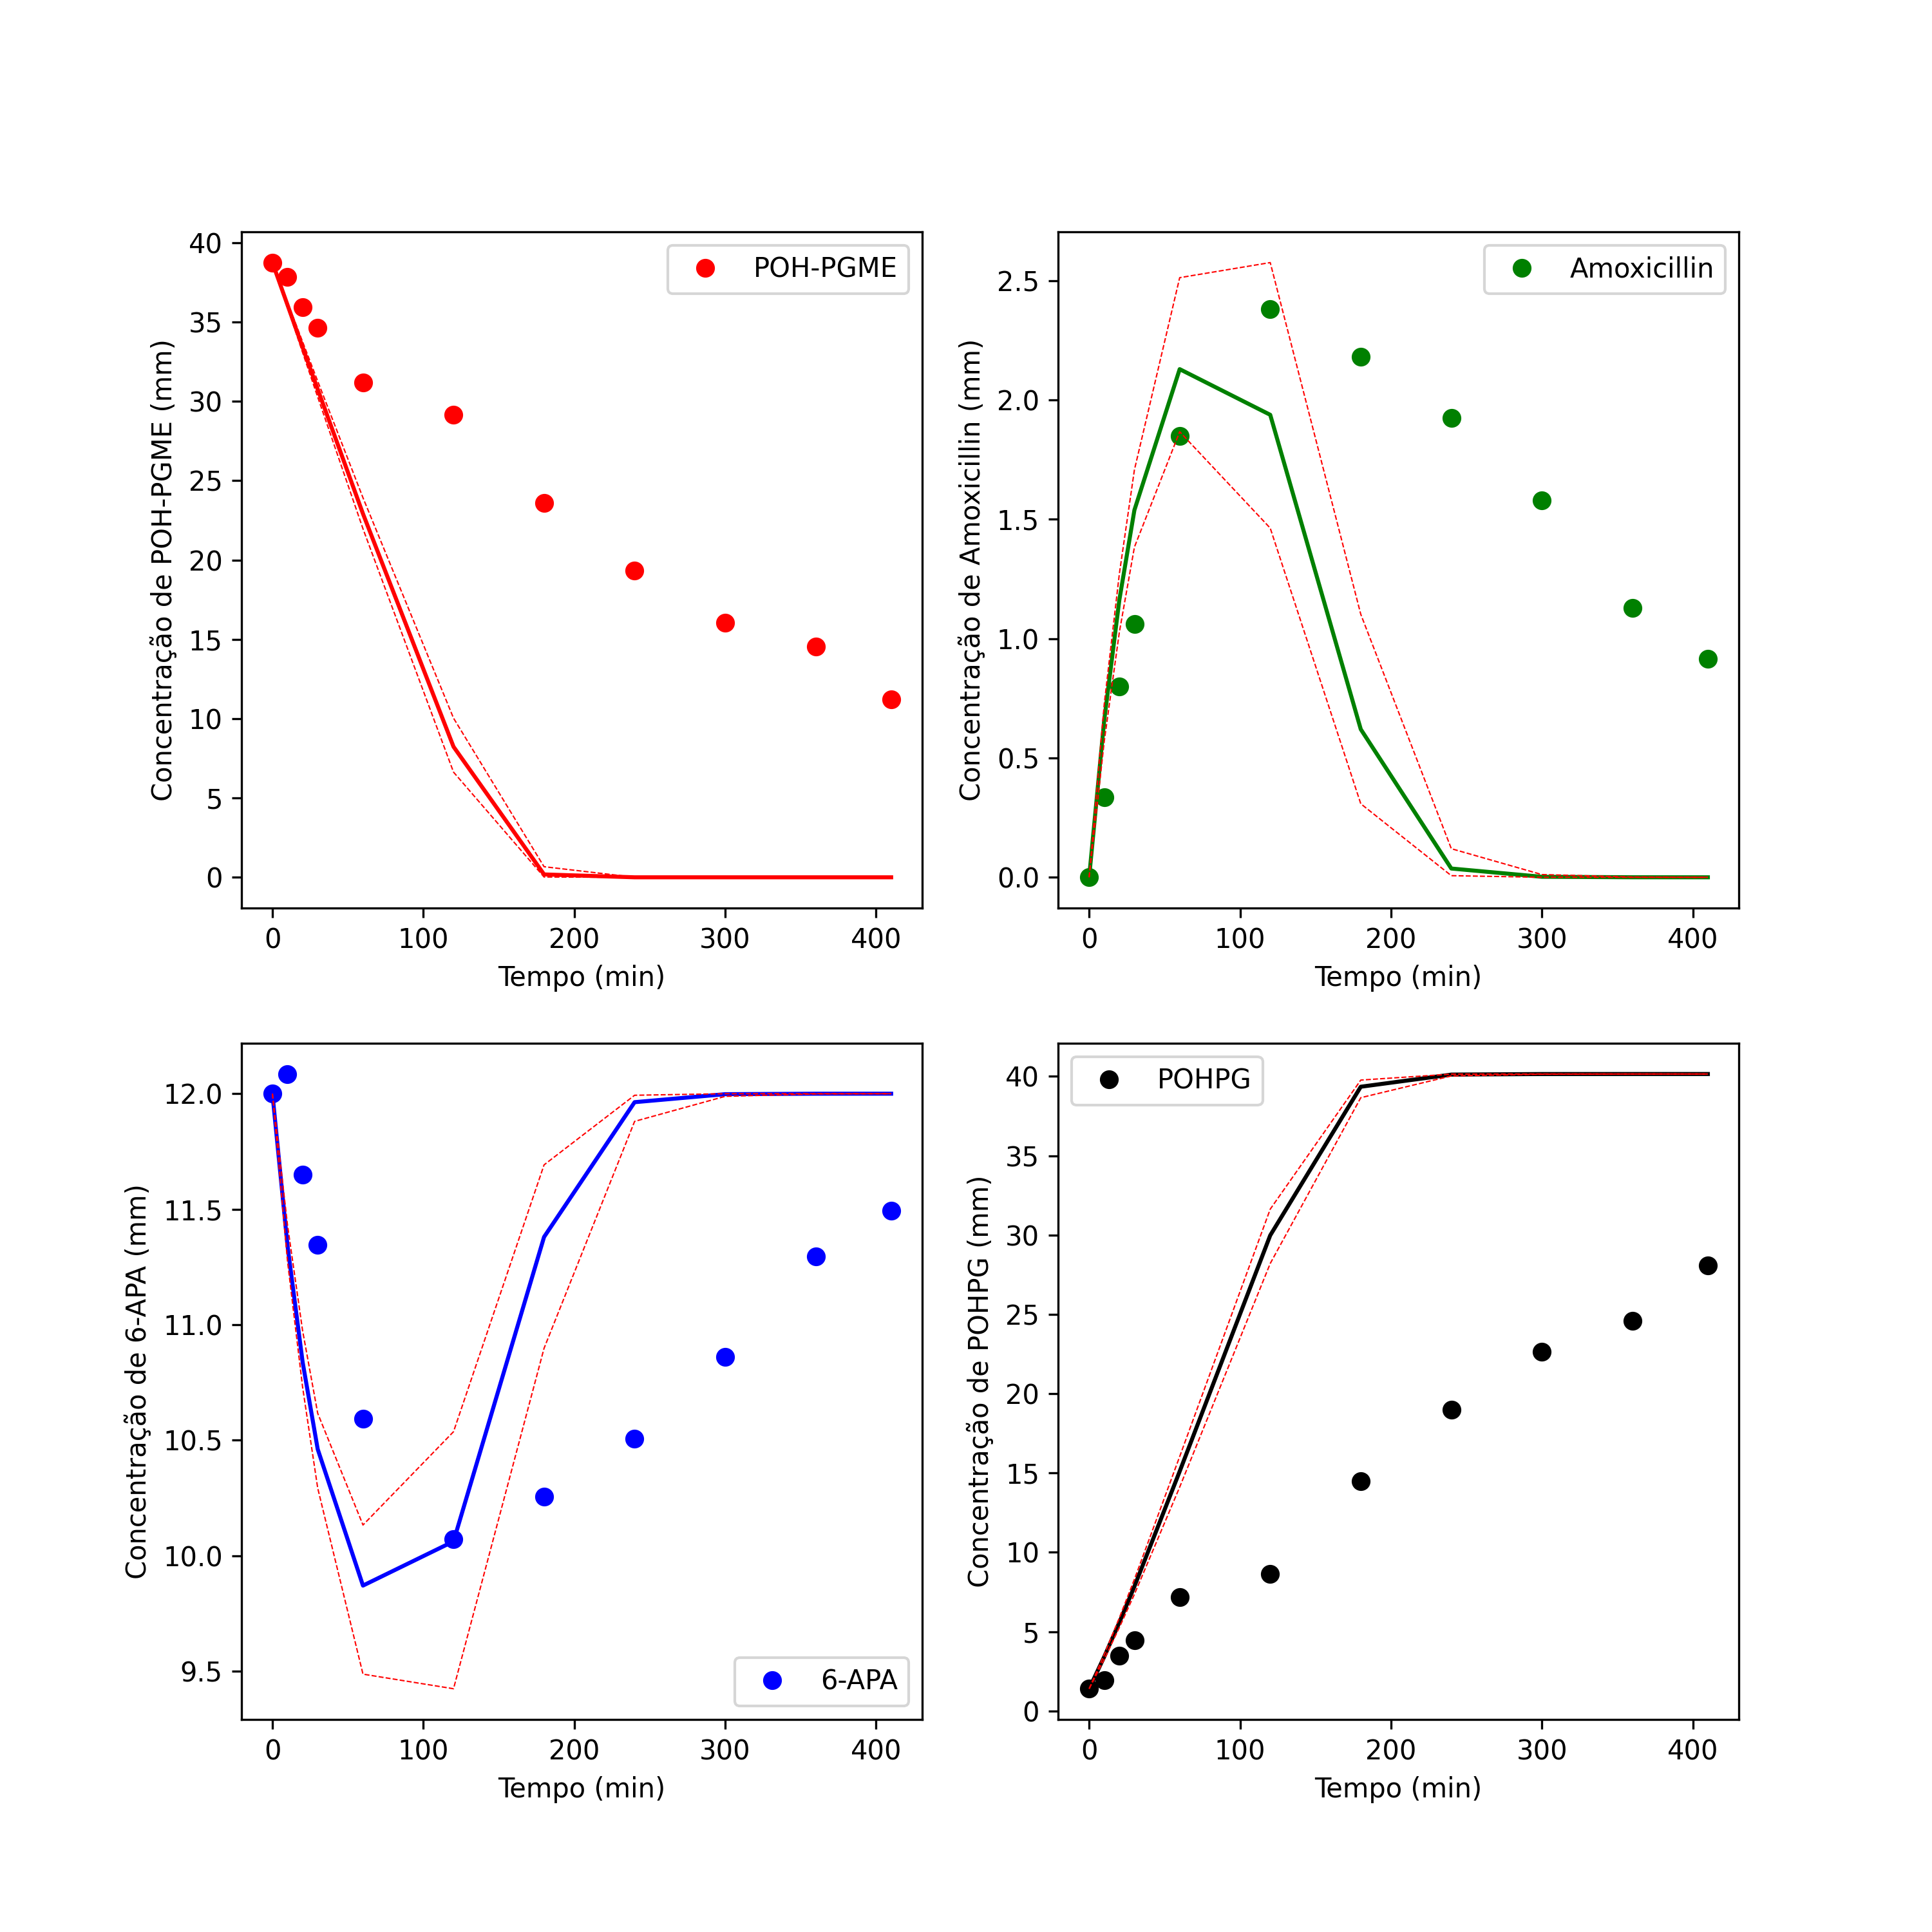 POH-PGME
Concentração de POH-PGME (mm)
40
35
30
25
20
15
10
5
0
0 100 200 300 400
Tempo (min)
Amoxicillin
Concentração de Amoxicillin (mm)
2.5
2.0
1.5
1.0
0.5
0.0
0 100 200 300 400
Tempo (min)
6-APA
Concentração de 6-APA (mm)
12.0
11.5
11.0
10.5
10.0
9.5
0 100 200 300 400
Tempo (min)
POHPG
Concentração de POHPG (mm)
40
35
30
25
20
15
10
5
0
0 100 200 300 400
Tempo (min)